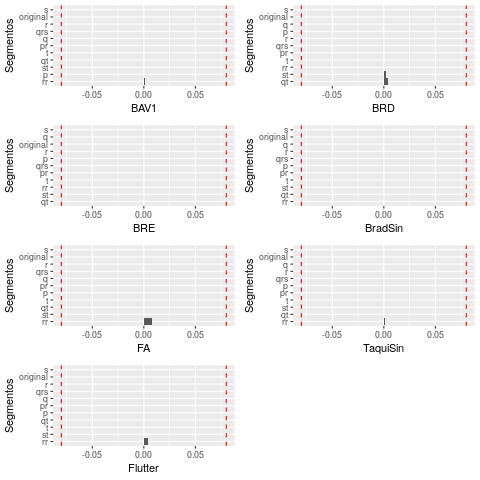 Segmentos
s
original
r
qrs
q
pr
t
qt
st
p
rr
-0.05 0.00 0.05
BAV1
Segmentos
s
original
r
q
p
qrs
pr
t
rr
st
qt
-0.05 0.00 0.05
BRD
Segmentos
s
q
original
r
p
qrs
pr
t
rr
st
qt
-0.05 0.00 0.05
BRE
Segmentos
s
original
q
r
qrs
p
pr
t
st
qt
rr
-0.05 0.00 0.05
BradSin
Segmentos
s
original
r
q
qrs
pr
p
t
qt
st
rr
-0.05 0.00 0.05
FA
Segmentos
s
original
q
r
qrs
p
pr
t
st
qt
rr
-0.05 0.00 0.05
TaquiSin
Segmentos
s
original
r
qrs
q
pr
p
qt
t
st
rr
-0.05 0.00 0.05
Flutter